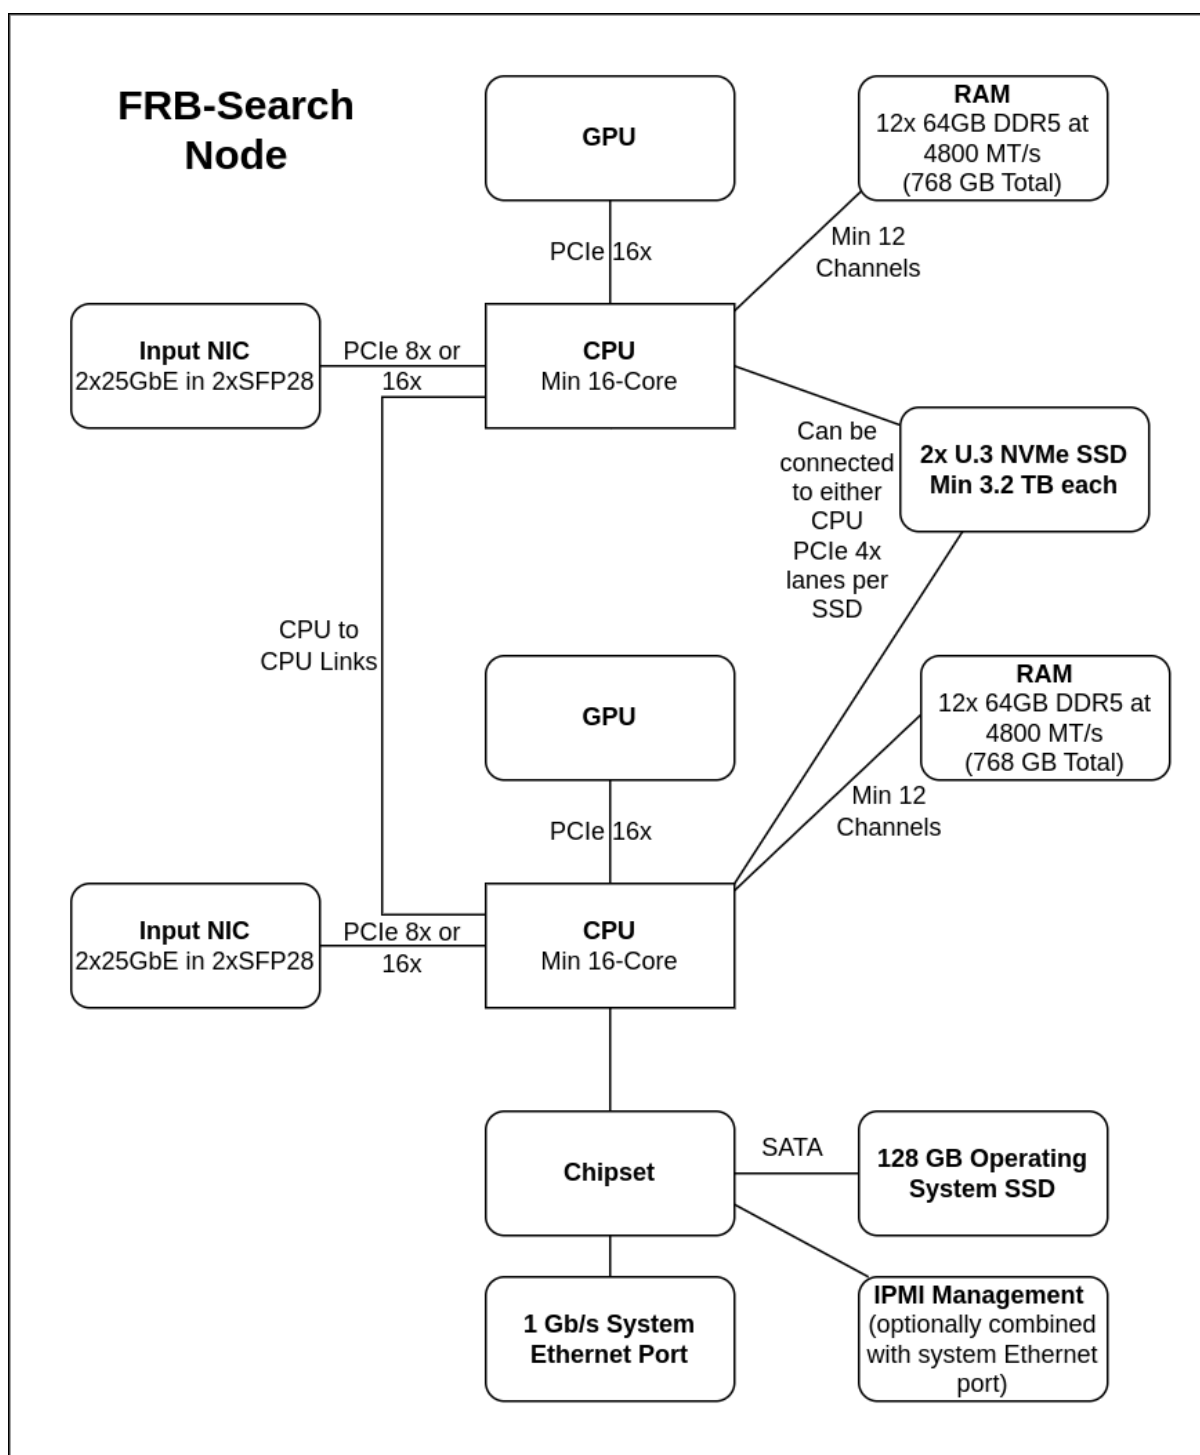 FRB-Search
Node
GPU
RAM
12x 64GB DDR5 at
4800 MT/s
(768 GB Total)
PCIe 16x
Min 12
Channels
Input NIC
2x25GbE in 2xSFP28
PCIe 8x or
16x
CPU
Min 16-Core
Can be
connected
to either
CPU
PCIe 4x
lanes per
SSD
2x U.3 NVMe SSD
Min 3.2 TB each
CPU to
CPU Links
GPU
RAM
12x 64GB DDR5 at
4800 MT/s
(768 GB Total)
PCIe 16x
Min 12
Channels
Input NIC
2x25GbE in 2xSFP28
PCIe 8x or
16x
CPU
Min 16-Core
Chipset
SATA
128 GB Operating
System SSD
1 Gb/s System
Ethernet Port
IPMI Management
(optionally combined
with system Ethernet
port)